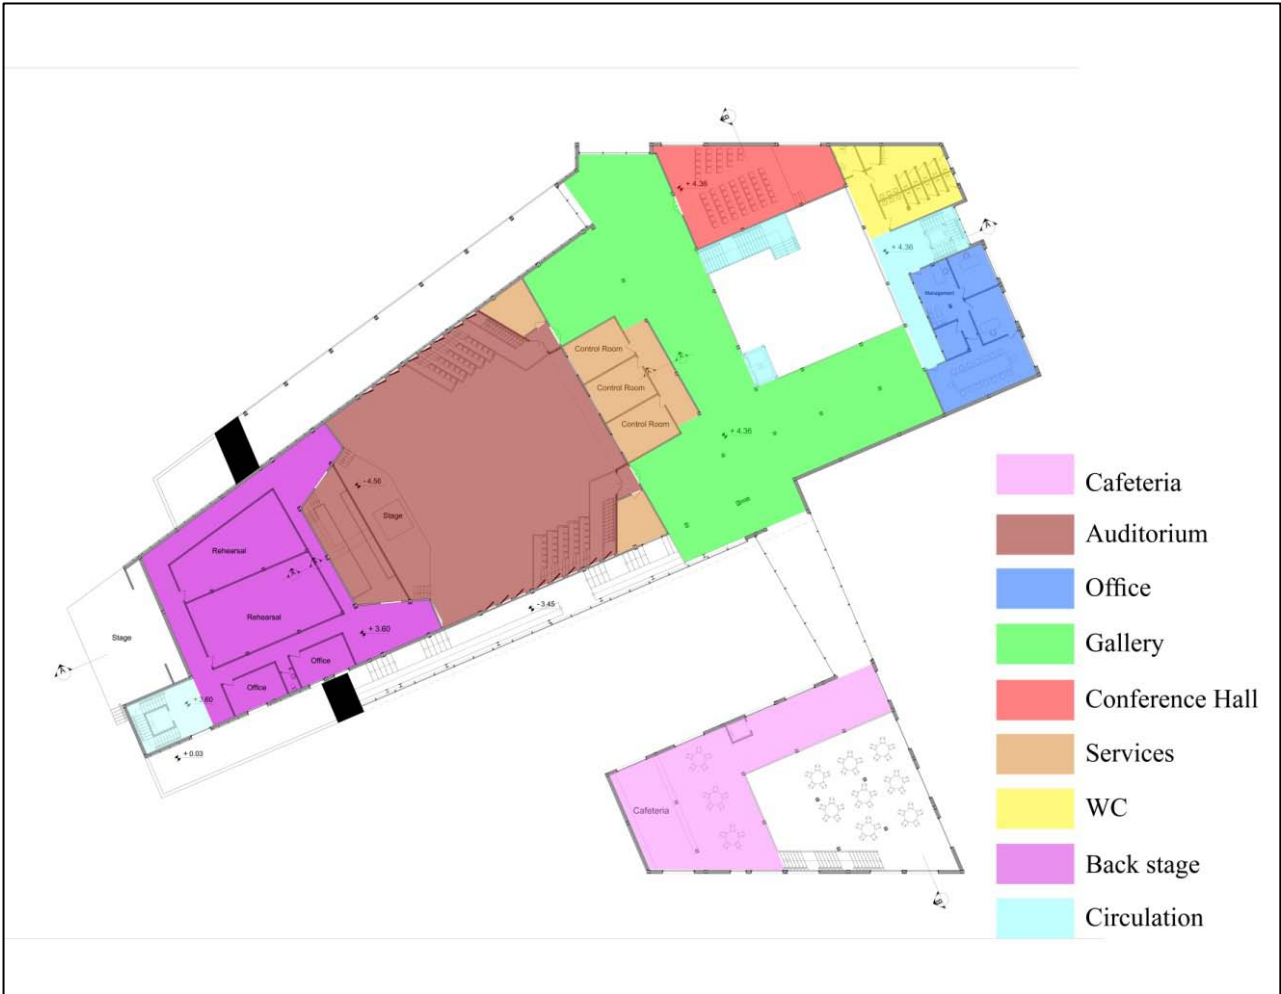 B
+ 4.36
A
+ 4.36
Management
Control Room
A
Control Room
Control Room
+ 4.36
- 4.56
Stage
Rehearsal
A
Rehearsal
- 3.45
+ 3.60
Stage
Office
A
Office
+ 0.03
Cafeteria
B
Cafeteria
Auditorium
Office
Gallery
Conference Hall
Services
WC
Back stage
Circulation